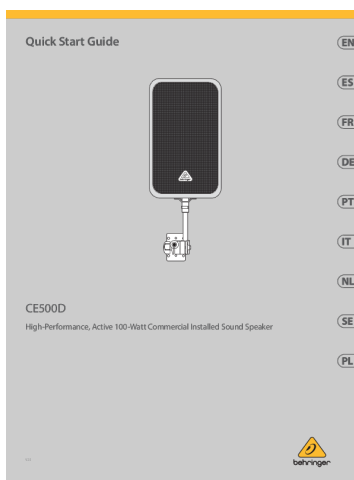 Quick Start Guide
EN
ES
FR
DE
PT
IT
NL
SE
PL
CE500D
High-Performance, Active 100-Watt Commercial Installed Sound Speaker
behringer